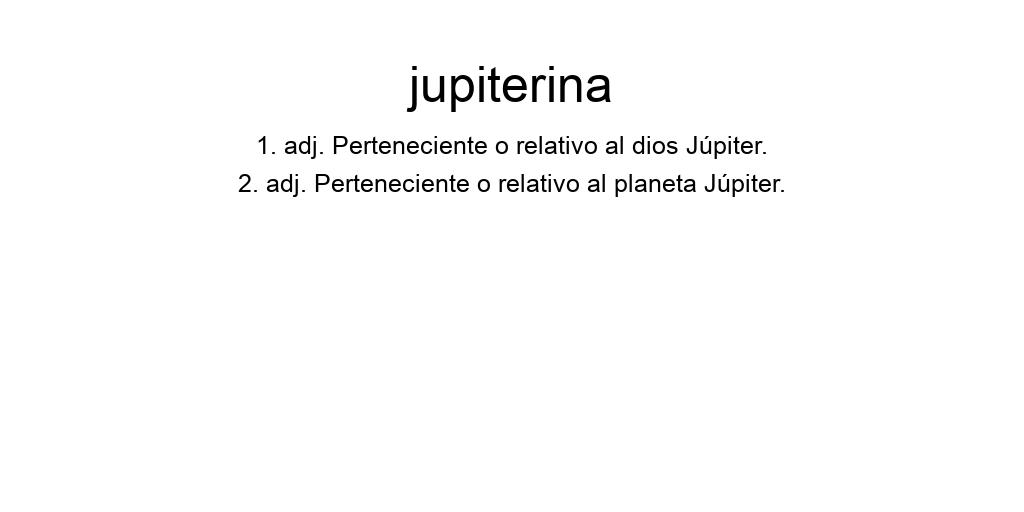 jupiterina
1. adj. Perteneciente o relativo al dios Júpiter.
2. adj. Perteneciente o relativo al planeta Júpiter.